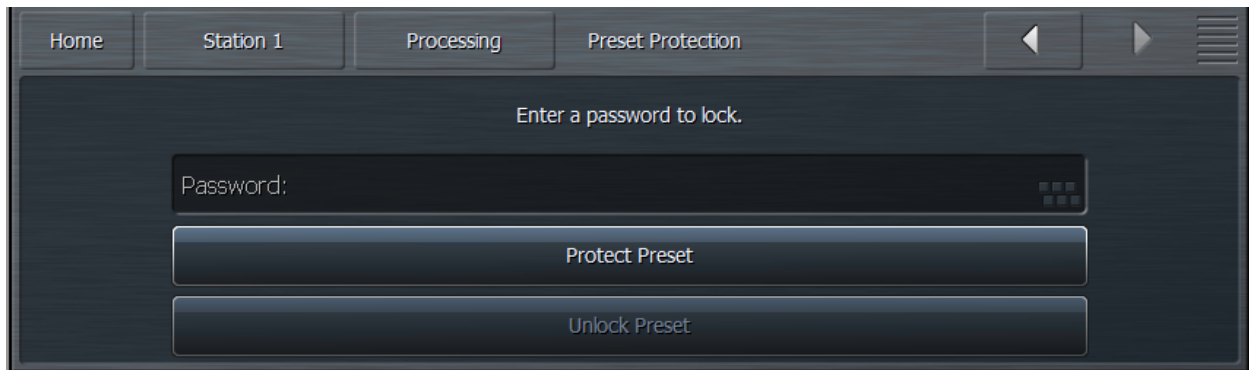 Home Station 1 Processing Preset Protection
Enter a password to lock.
Password:
Protect Preset
Unlock Preset